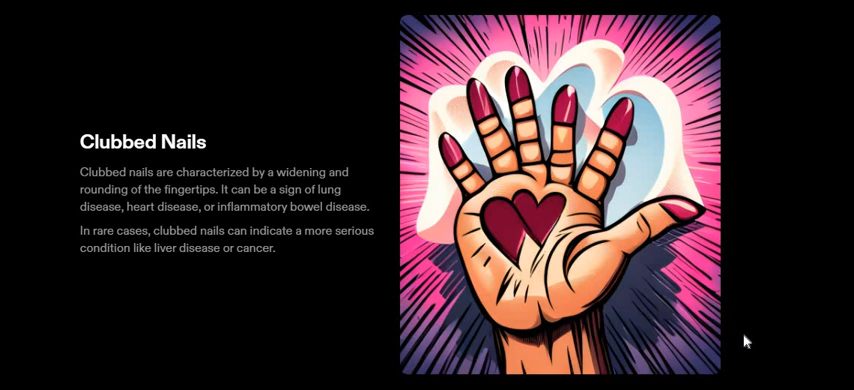 Clubbed Nails
Clubbed nails are characterized by a widening and
rounding of the fingertips. It can be a sign of lung
disease, heart disease, or inflammatory bowel disease.
In rare cases, clubbed nails can indicate a more serious
condition like liver disease or cancer.